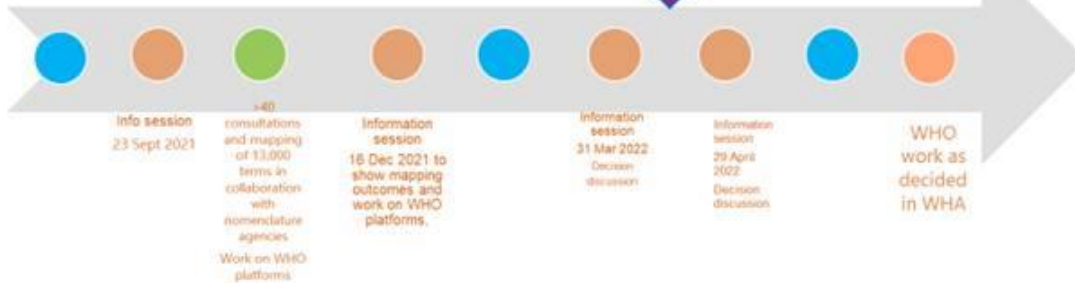 Info session
23 Sept 2021
>40
consultations
and mapping
of 13,000
terms in
collaboration
with
nomenclature
agencies
Work on WHO
platforms
Information
session
16 Dec 2021 to
show mapping
outcomes and
work on WHO
platforms.
Information
session
31 Mar 2022
Decision
discussion
Information
session
29 April
2022
Decision
discussion
WHO
work as
decided
in WHA